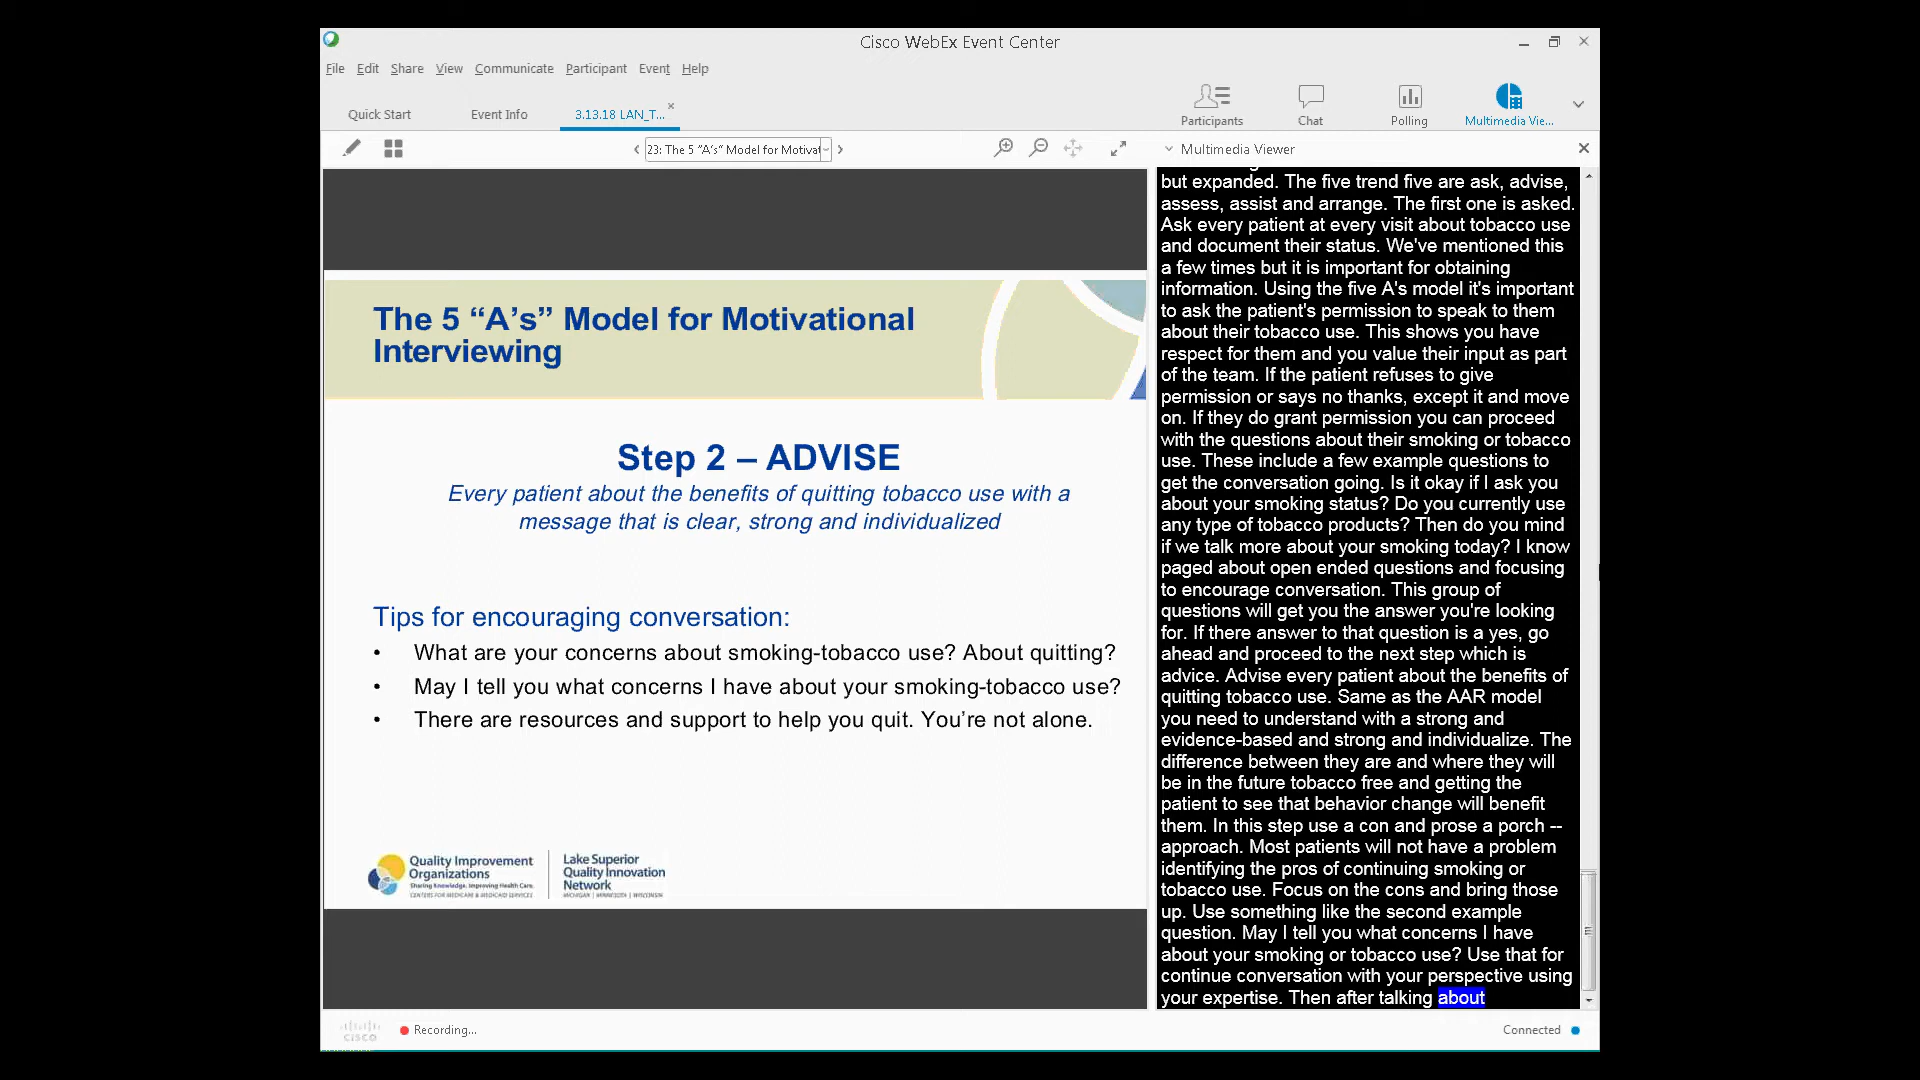 Cisco WebEx Event Center
File Edit Share View Communicate Participant Event Help
Quick Start Event Info 3.13.18 LAN_T... Participants Chat Polling Multimedia Vie...
23: The 5 "A's" Model for Motivat
Multimedia Viewer
The 5 “A’s” Model for Motivational
Interviewing
Step 2 – ADVISE
Every patient about the benefits of quitting tobacco use with a
message that is clear, strong and individualized
Tips for encouraging conversation:
• What are your concerns about smoking-tobacco use? About quitting?
• May I tell you what concerns I have about your smoking-tobacco use?
• There are resources and support to help you quit. You’re not alone.
Quality Improvement
Organizations
Sharing Knowledge. Improving Health Care.
CENTERS FOR MEDICARE & MEDICAID SERVICES
Lake Superior
Quality Innovation
Network
MICHIGAN | MINNESOTA | WISCONSIN
but expanded. The five trend five are ask, advise,
assess, assist and arrange. The first one is asked.
Ask every patient at every visit about tobacco use
and document their status. We've mentioned this
a few times but it is important for obtaining
information. Using the five A's model it's important
to ask the patient's permission to speak to them
about their tobacco use. This shows you have
respect for them and you value their input as part
of the team. If the patient refuses to give
permission or says no thanks, except it and move
on. If they do grant permission you can proceed
with the questions about their smoking or tobacco
use. These include a few example questions to
get the conversation going. Is it okay if I ask you
about your smoking status? Do you currently use
any type of tobacco products? Then do you mind
if we talk more about your smoking today? I know
paged about open ended questions and focusing
to encourage conversation. This group of
questions will get you the answer you're looking
for. If there answer to that question is a yes, go
ahead and proceed to the next step which is
advice. Advise every patient about the benefits of
quitting tobacco use. Same as the AAR model
you need to understand with a strong and
evidence-based and strong and individualize. The
difference between they are and where they will
be in the future tobacco free and getting the
patient to see that behavior change will benefit
them. In this step use a con and prose a porch --
approach. Most patients will not have a problem
identifying the pros of continuing smoking or
tobacco use. Focus on the cons and bring those
up. Use something like the second example
question. May I tell you what concerns I have
about your smoking or tobacco use? Use that for
continue conversation with your perspective using
your expertise. Then after talking about
cisco Recording... Connected